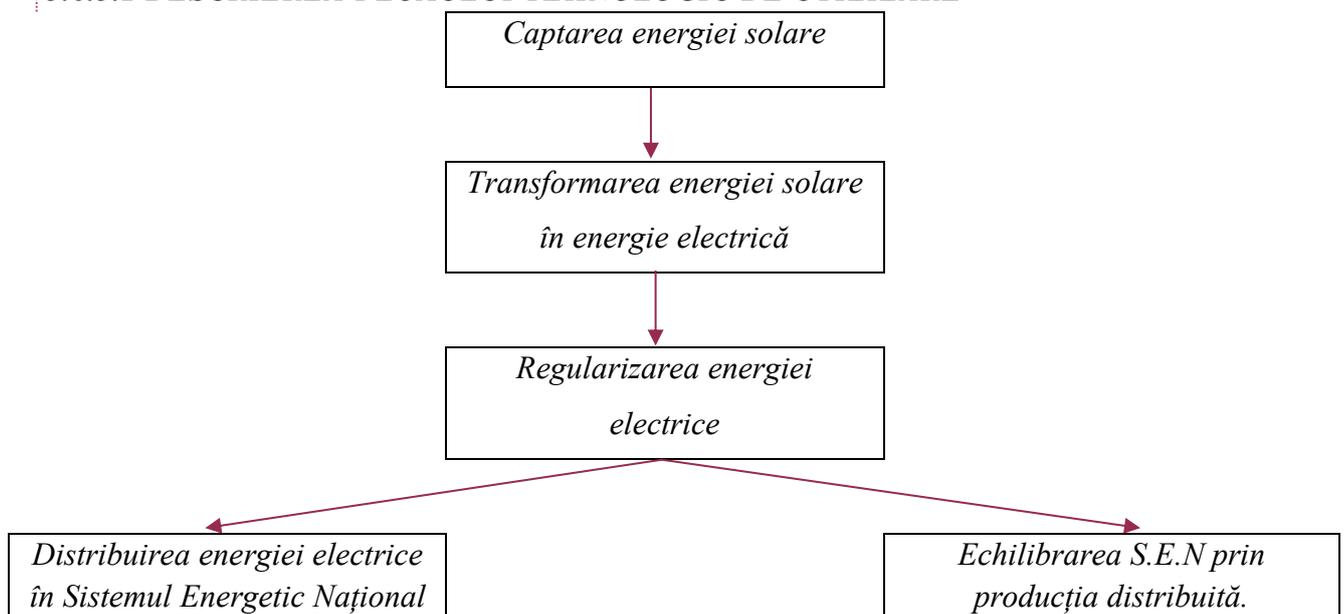 Captarea energiei solare
Transformarea energiei solare
în energie electrică
Regularizarea energiei
electrice
Distribuirea energiei electrice
în Sistemul Energetic Național
Echilibrarea S.E.N prin
producția distribuită.